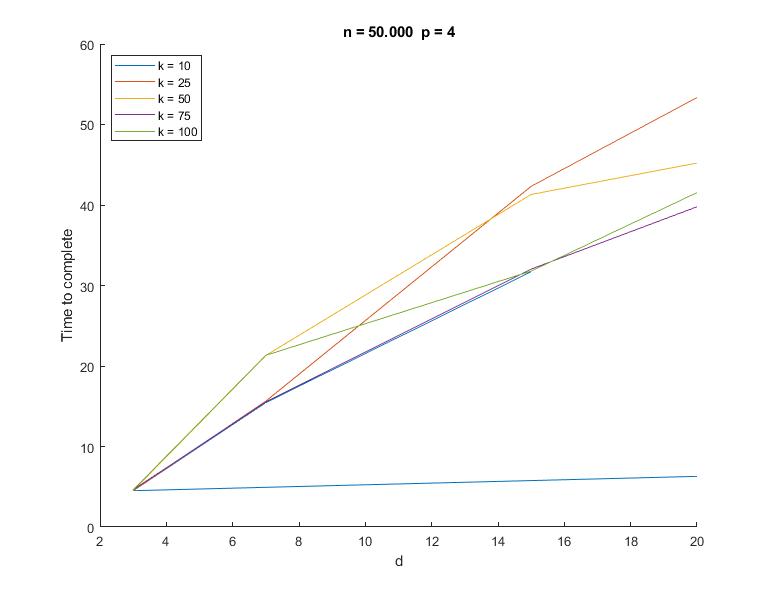 n = 50.000 p = 4
60
k = 10
k = 25
k = 50
k = 75
k = 100
50
40
30
20
10
0
Time to complete
2 4 6 8 10 12 14 16 18 20
d